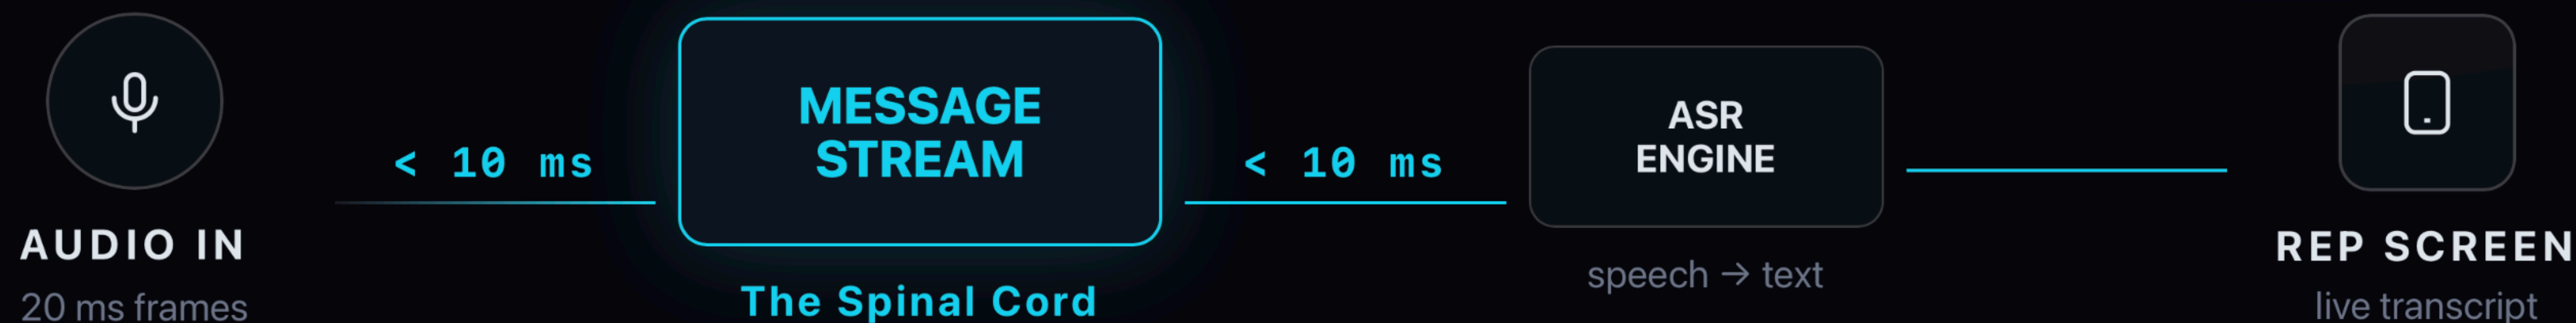 AUDIO IN
20 ms frames
< 10 ms
MESSAGE
STREAM
The Spinal Cord
< 10 ms
ASR
ENGINE
speech → text
REP SCREEN
live transcript